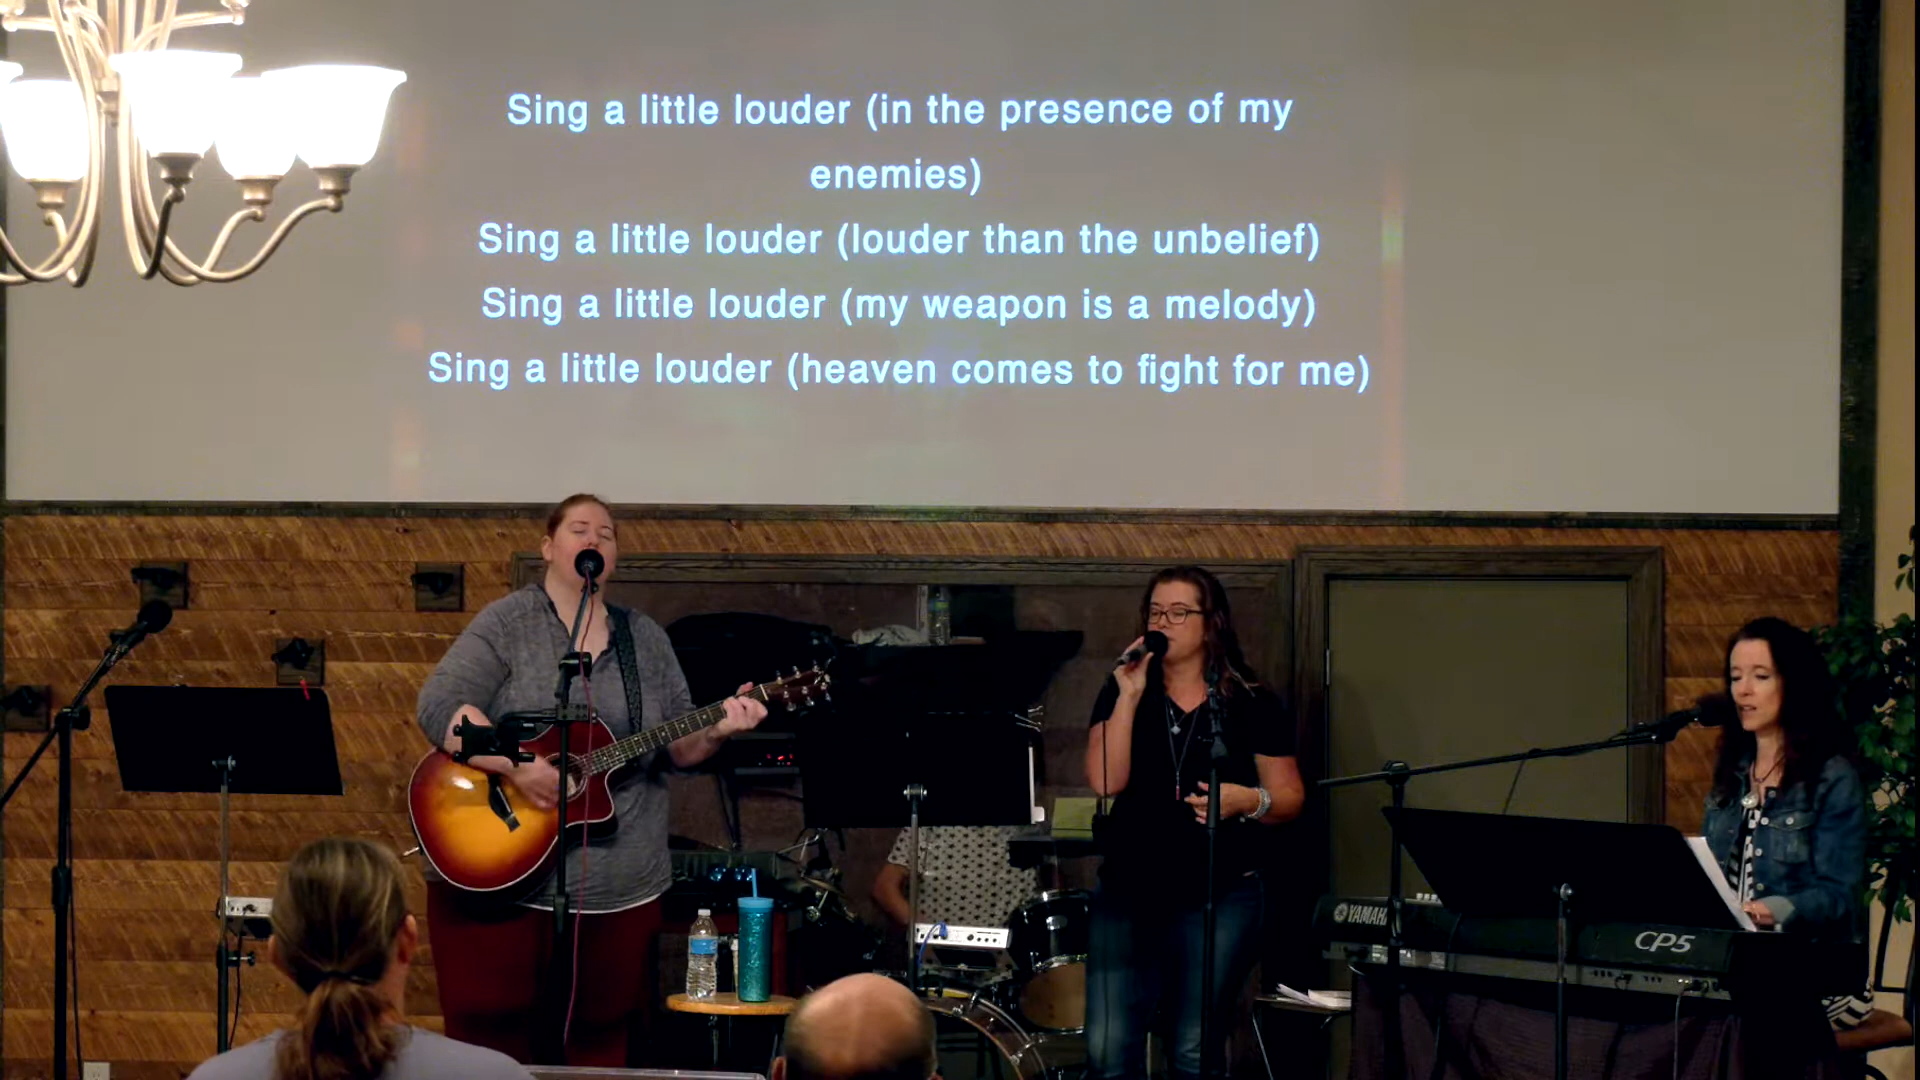 Sing a little louder (in the presence of my
enemies)
Sing a little louder (louder than the unbelief)
Sing a little louder (my weapon is a melody)
Sing a little louder (heaven comes to fight for me)
YAMAHA
CP5